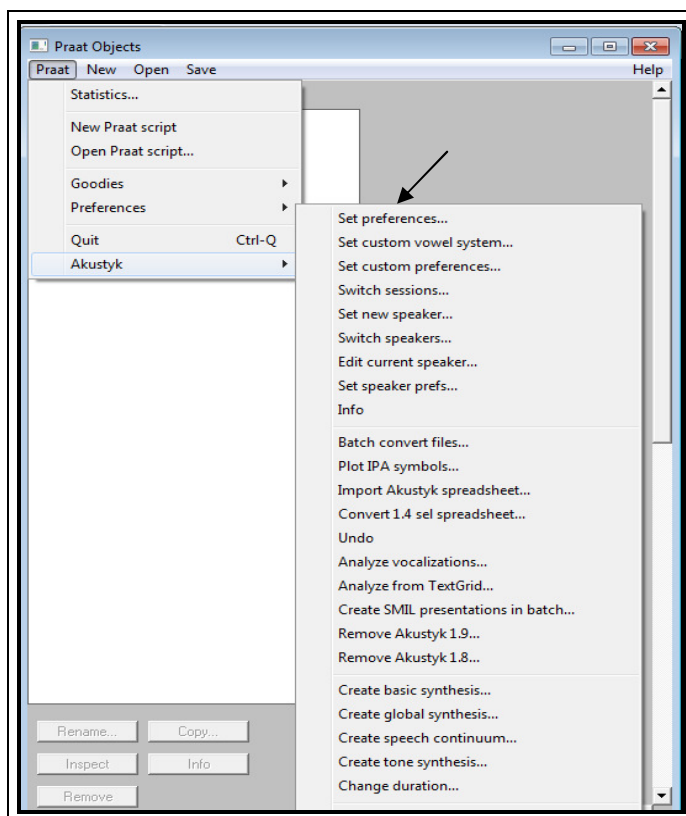 Praat Objects
Praat New Open Save Help
Statistics...
New Praat script
Open Praat script...
Goodies
Preferences
Quit Ctrl-Q
Akustyk
Set preferences...
Set custom vowel system...
Set custom preferences...
Switch sessions...
Set new speaker...
Switch speakers...
Edit current speaker...
Set speaker prefs...
Info
Batch convert files...
Plot IPA symbols...
Import Akustyk spreadsheet...
Convert 1.4 sel spreadsheet...
Undo
Analyze vocalizations...
Analyze from TextGrid...
Create SMIL presentations in batch...
Remove Akustyk 1.9...
Remove Akustyk 1.8...
Create basic synthesis...
Create global synthesis...
Create speech continuum...
Create tone synthesis...
Change duration...
Rename... Copy...
Inspect Info
Remove